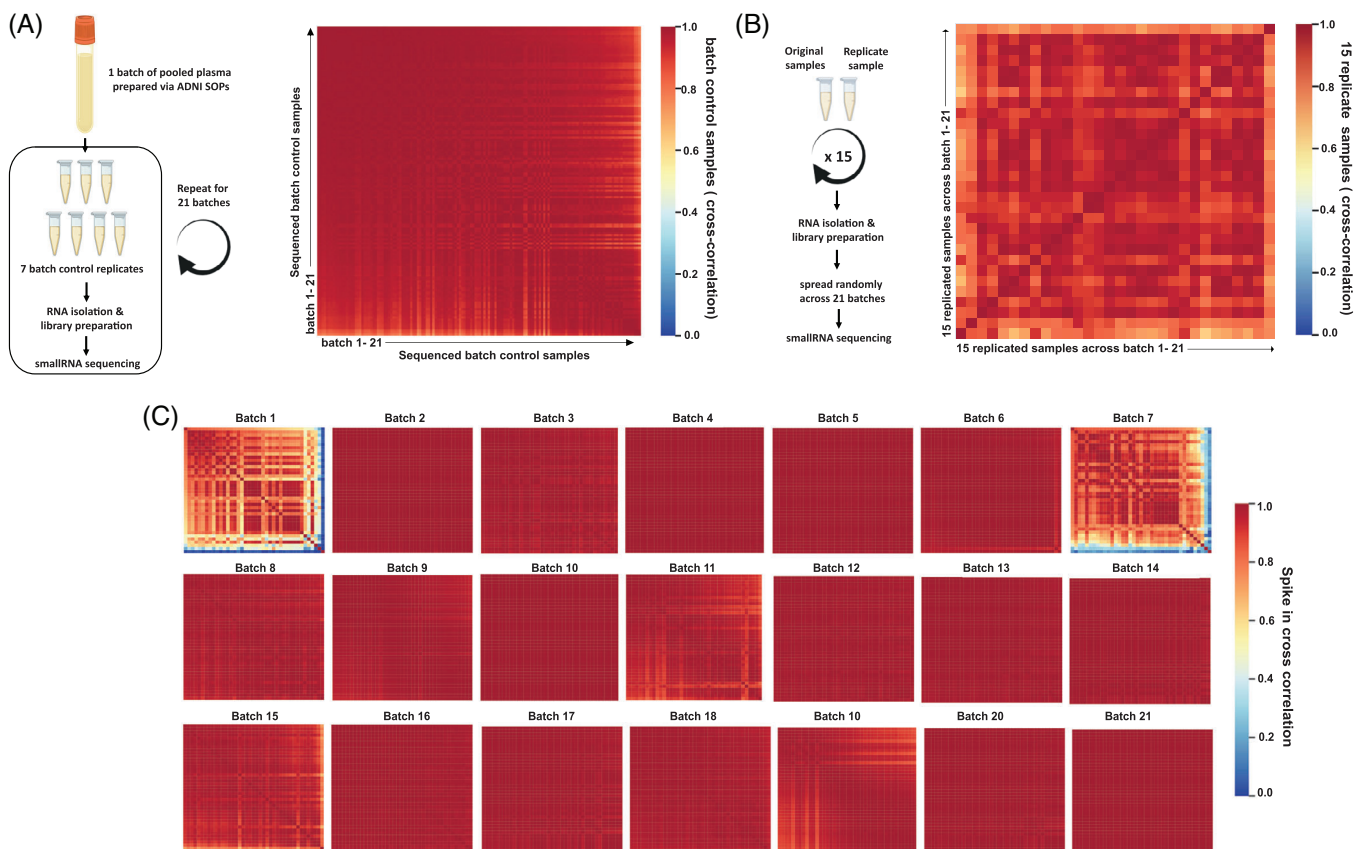 (A)
1 batch of pooled plasma
prepared via ADNI SOPs
7 batch control replicates
RNA isolation &
library preparation
smallRNA sequencing
Repeat for
21 batches
Sequenced batch control samples
batch 1- 21
batch 1- 21
Sequenced batch control samples
1.0
0.8
0.6
0.4
0.2
0.0
batch control samples ( cross-correlation)
(B)
Original
samples
Replicate
sample
x 15
RNA isolation &
library preparation
spread randomly
across 21 batches
smallRNA sequencing
15 replicated samples across batch 1- 21
15 replicated samples across batch 1- 21
1.0
0.8
0.6
0.4
0.2
0.0
15 replicate samples ( cross-correlation)
(C)
Batch 1
Batch 2
Batch 3
Batch 4
Batch 5
Batch 6
Batch 7
Batch 8
Batch 9
Batch 10
Batch 11
Batch 12
Batch 13
Batch 14
Batch 15
Batch 16
Batch 17
Batch 18
Batch 10
Batch 20
Batch 21
1.0
0.8
0.6
0.4
0.2
0.0
Spike in cross correlation